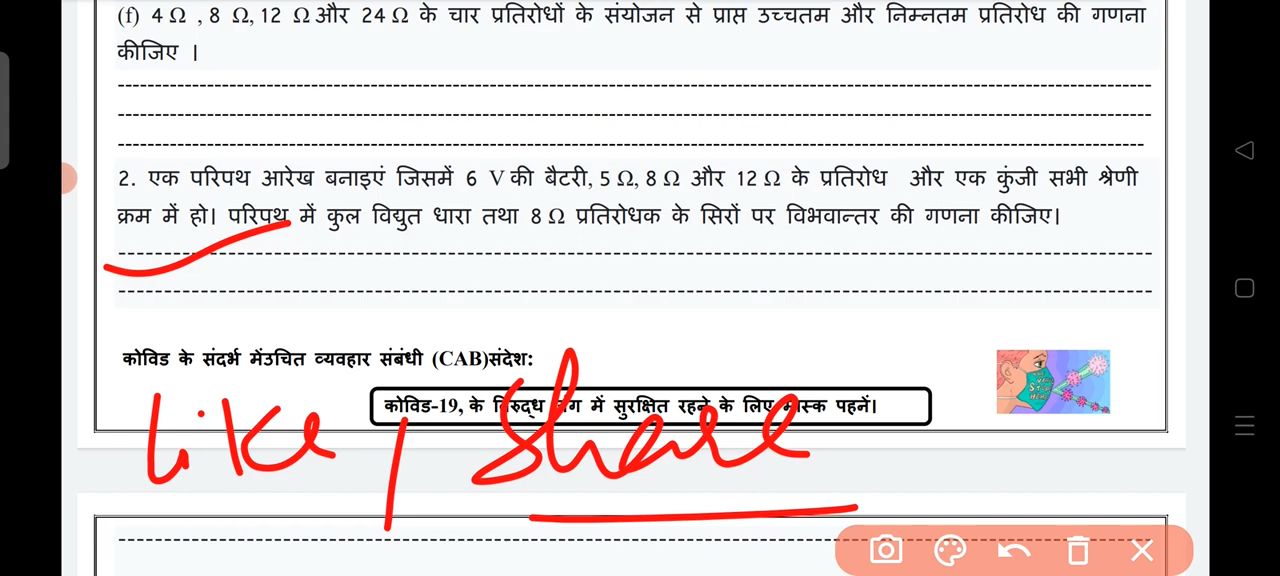 (f) 4 Ω , 8 Ω, 12 Ω और 24 Ω के चार प्रतिरोधों के संयोजन से प्राप्त उच्चतम और निम्नतम प्रतिरोध की गणना
कीजिए ।
2. एक परिपथ आरेख बनाइएं जिसमें 6 V की बैटरी, 5 Ω, 8 Ω और 12 Ω के प्रतिरोध और एक कुंजी सभी श्रेणी
क्रम में हो। परिपथ में कुल विद्युत धारा तथा 8 Ω प्रतिरोधक के सिरों पर विभवान्तर की गणना कीजिए।
कोविड के संदर्भ मेंउचित व्यवहार संबंधी (CAB)संदेश:
कोविड-19, के विरुद्ध जंग में सुरक्षित रहने के लिए मास्क पहनें।
Like / Share